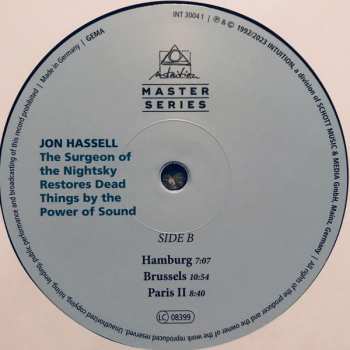 INT 3004 1 | ℗ & © 1992/2023 INTUITION, a division of SCHOTT MUSIC & MEDIA GmbH, Mainz, Germany | All rights of the producer and the owner of the work reproduced reserved. Unauthorised copying, hiring, lending, public performance and broadcasting of this record prohibited | Made in Germany | GEMA
intuition
MASTER
SERIES
JON HASSELL
The Surgeon of
the Nightsky
Restores Dead
Things by the
Power of Sound
SIDE B
Hamburg 7:07
Brussels 10:54
Paris II 8:40
LC 08399